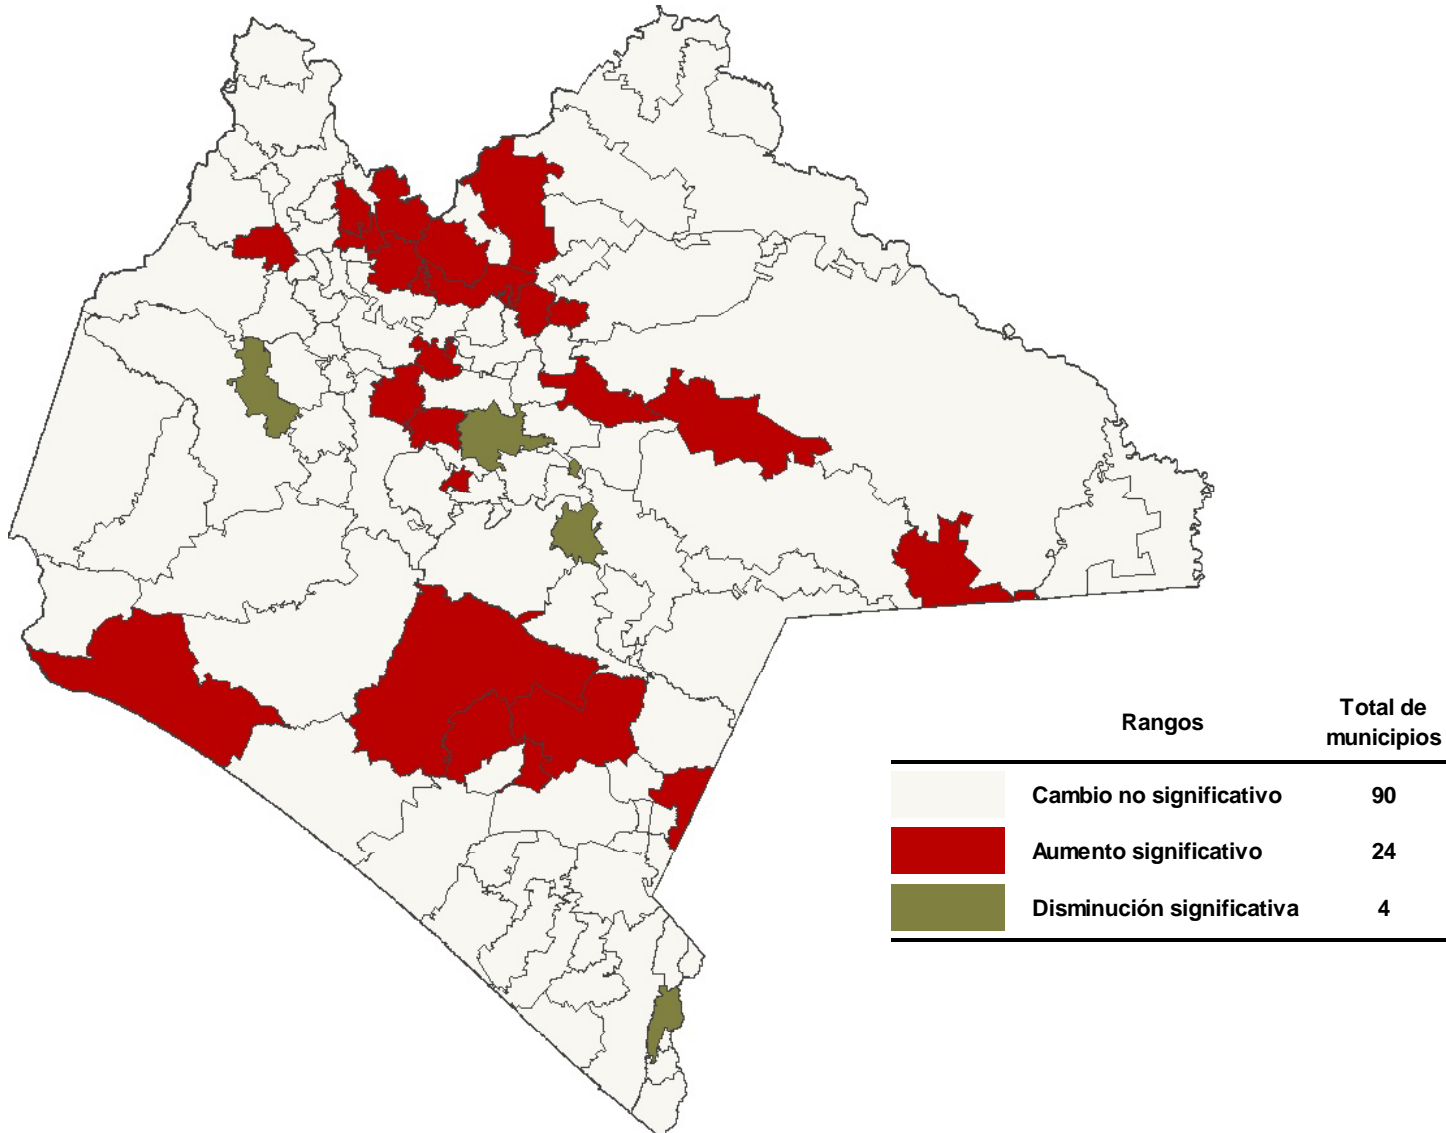 Rangos Total de
municipios
Cambio no significativo 90
Aumento significativo 24
Disminución significativa 4